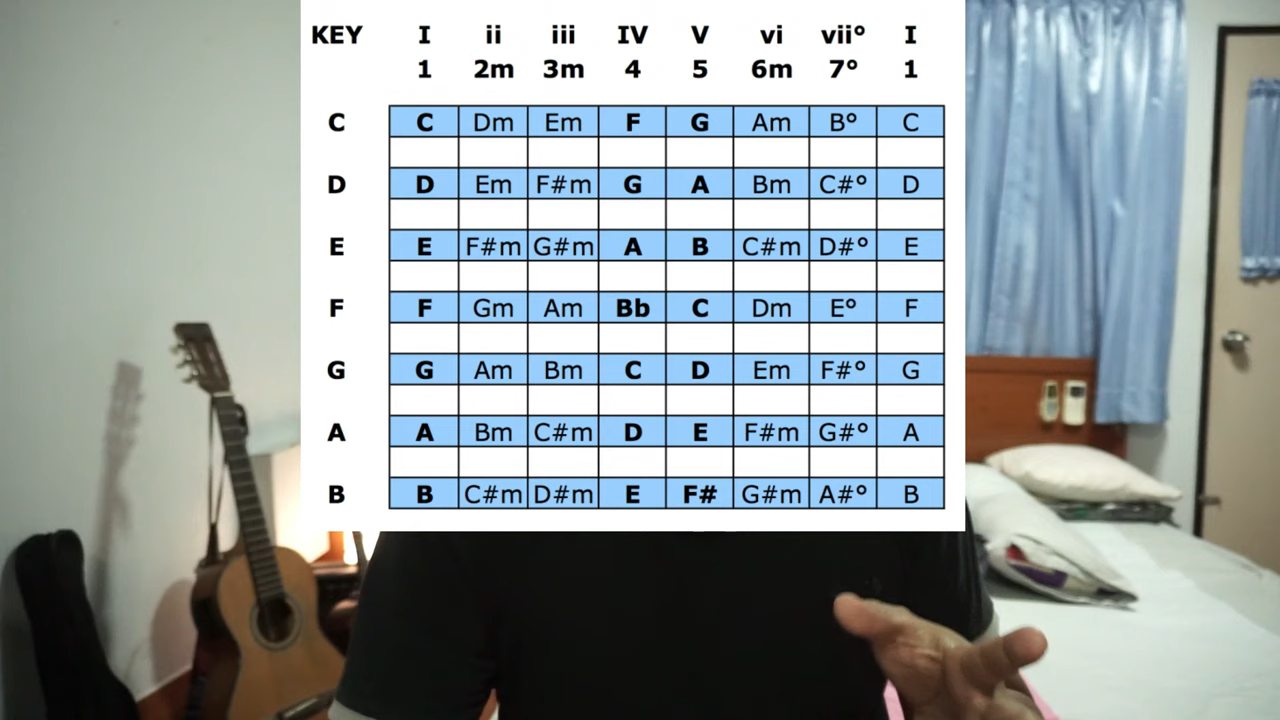 KEY I ii iii IV V vi vii° I
1 2m 3m 4 5 6m 7° 1
C C Dm Em F G Am B° C
D D Em F#m G A Bm C#° D
E E F#m G#m A B C#m D#° E
F F Gm Am Bb C Dm E° F
G G Am Bm C D Em F#° G
A A Bm C#m D E F#m G#° A
B B C#m D#m E F# G#m A#° B